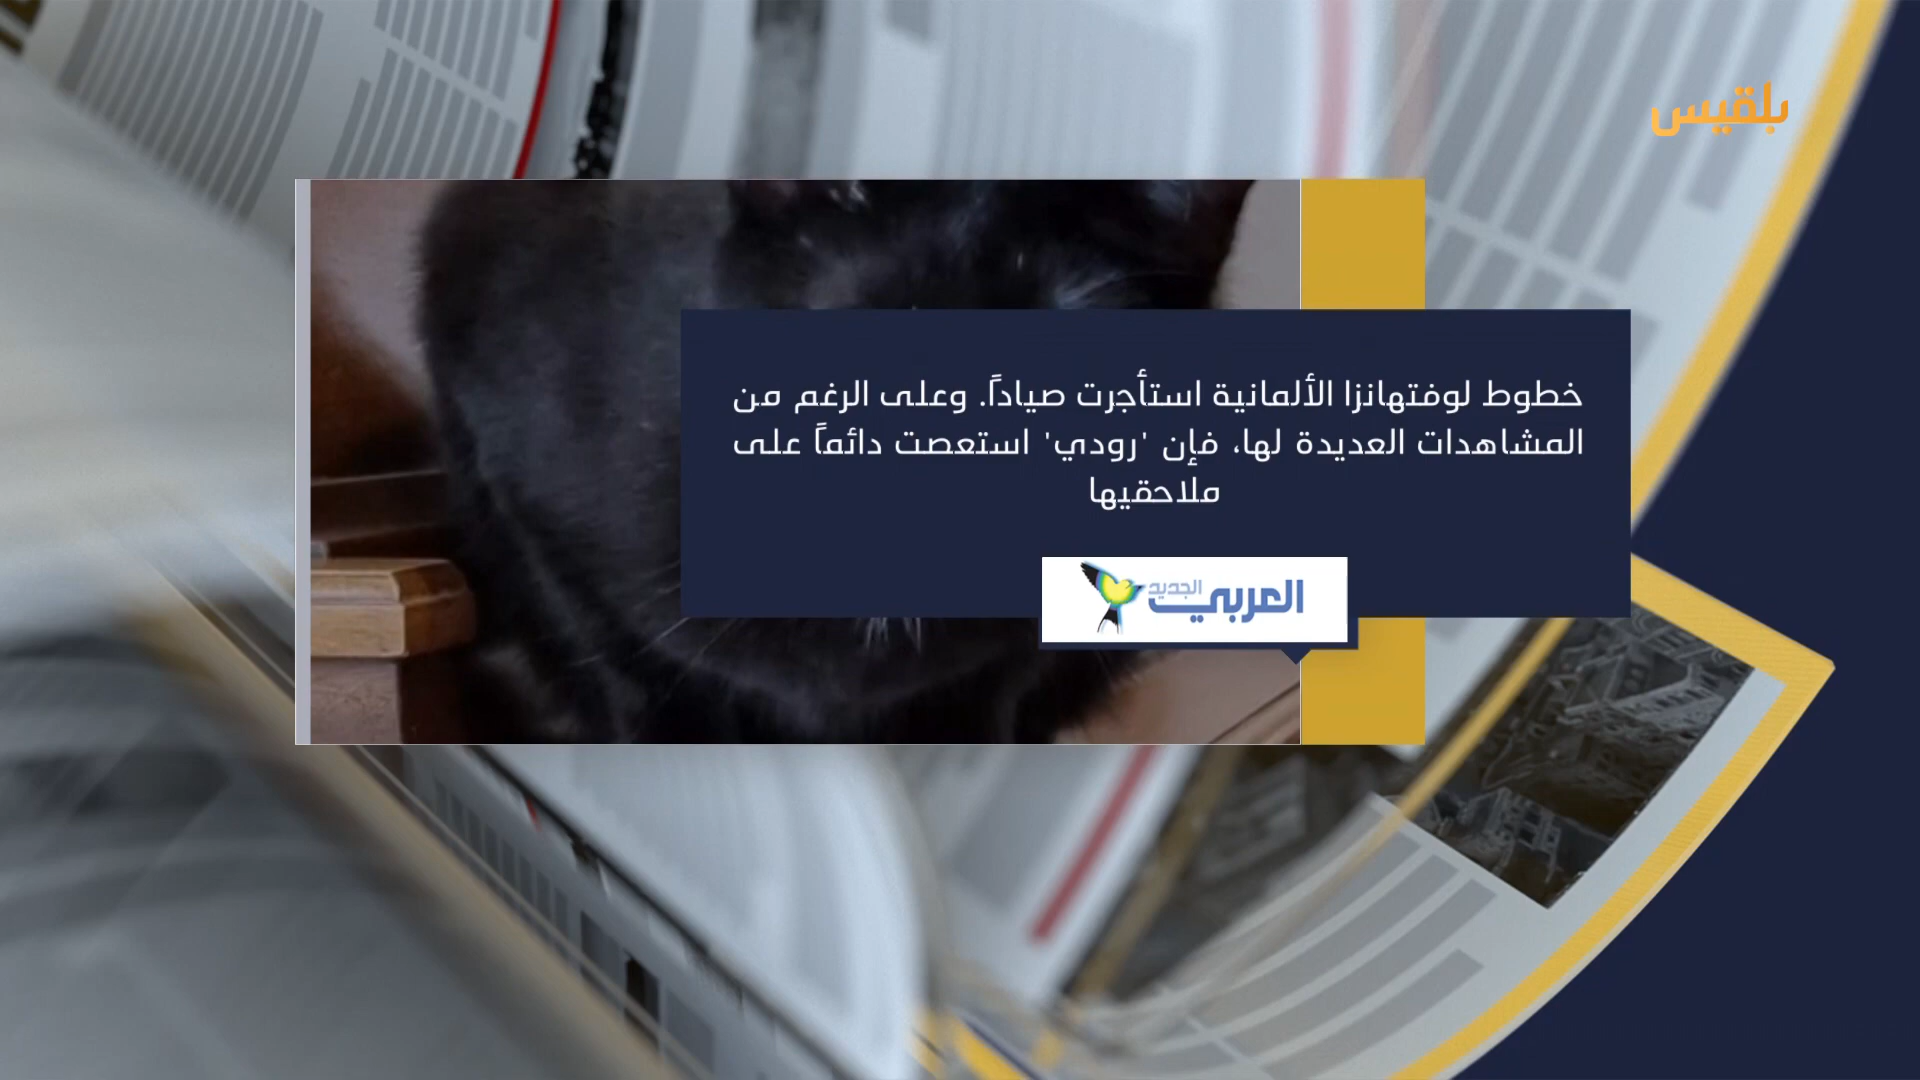 بلقيس
خطوط لوفتهانزا الألمانية استأجرت صياداً. وعلى الرغم من
المشاهدات العديدة لها، فإن 'رودي' استعصت دائماً على
ملاحقيها
العربي الجديد